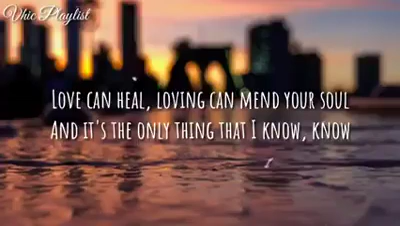 Vhic Playlist
LOVE CAN HEAL, LOVING CAN MEND YOUR SOUL
AND IT'S THE ONLY THING THAT I KNOW, KNOW